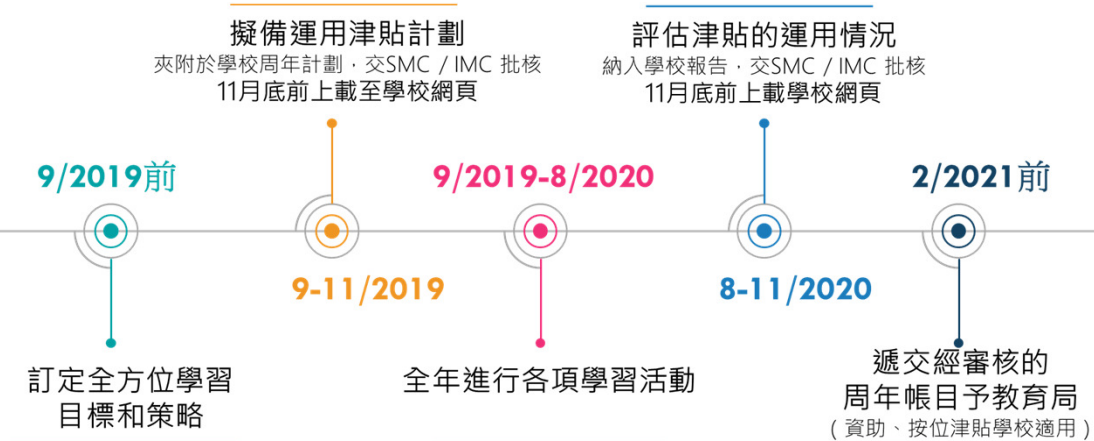 擬備運用津貼計劃
夾附於學校周年計劃，交SMC / IMC 批核
11月底前上載至學校網頁
評估津貼的運用情況
納入學校報告，交SMC / IMC 批核
11月底前上載學校網頁
9/2019前
9/2019-8/2020
2/2021前
9-11/2019
8-11/2020
訂定全方位學習
目標和策略
全年進行各項學習活動
遞交經審核的
周年帳目予教育局
(資助、按位津貼學校適用)